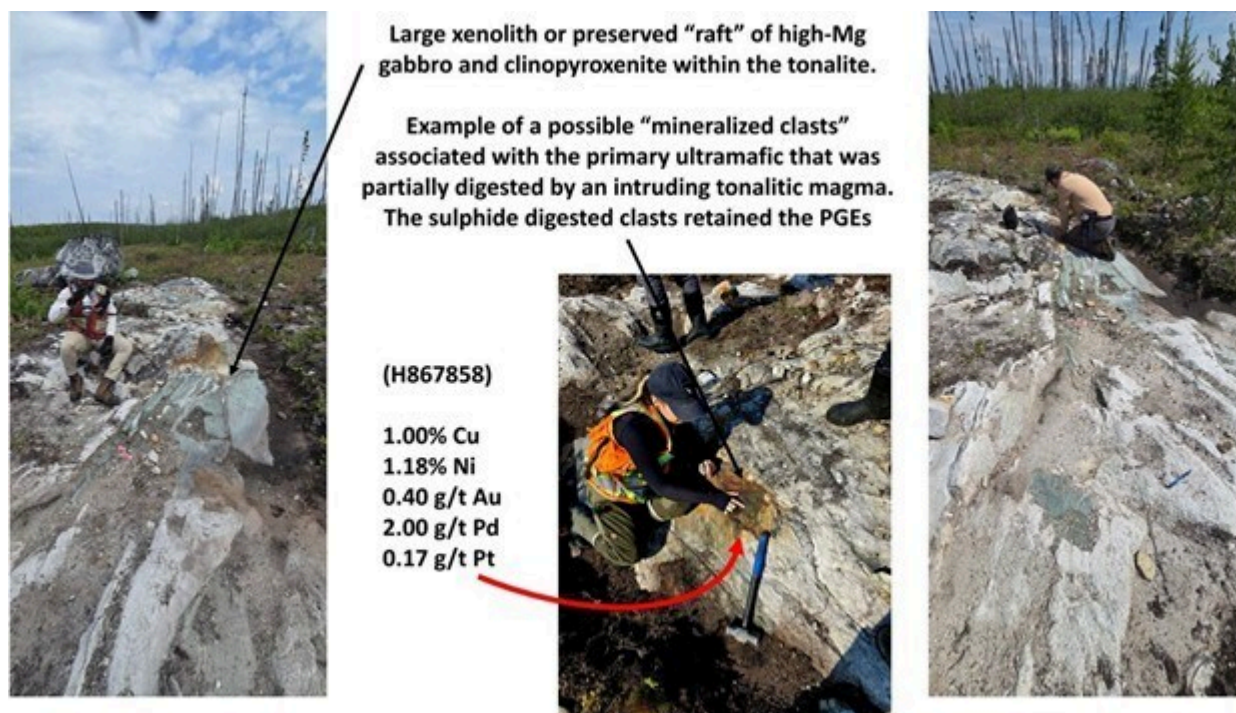 Large xenolith or preserved “raft” of high-Mg
gabbro and clinopyroxenite within the tonalite.
Example of a possible “mineralized clasts”
associated with the primary ultramafic that was
partially digested by an intruding tonalitic magma.
The sulphide digested clasts retained the PGEs
(H867858)
1.00% Cu
1.18% Ni
0.40 g/t Au
2.00 g/t Pd
0.17 g/t Pt